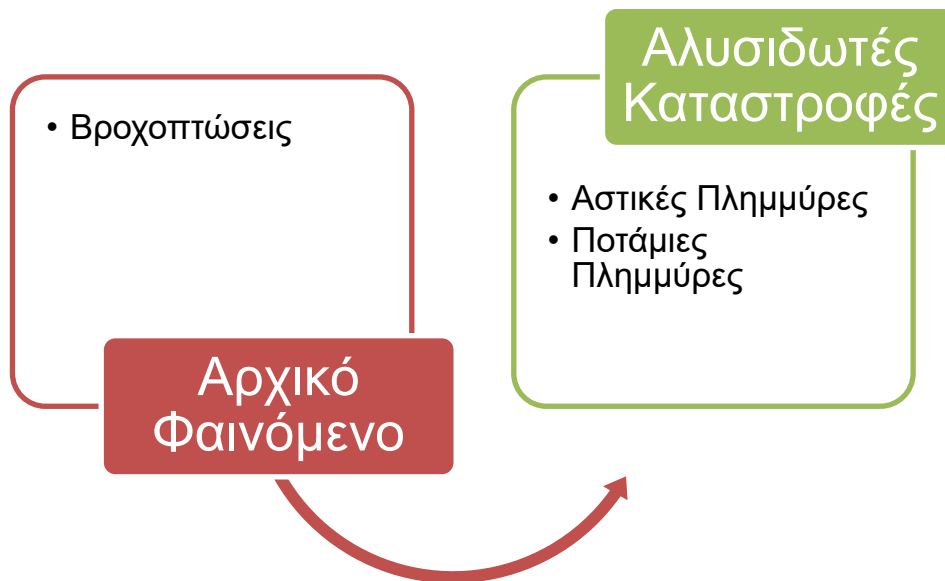 • Βροχοπτώσεις
Αρχικό
Φαινόμενο
Αλυσιδωτές
Καταστροφές
• Αστικές Πλημμύρες
• Ποτάμιες
Πλημμύρες